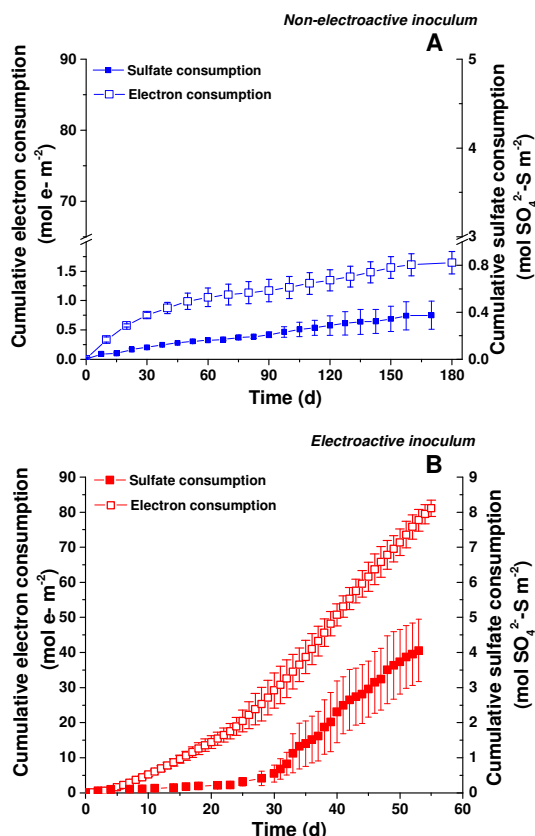 Non-electroactive inoculum
A
Sulfate consumption
Electron consumption
Cumulative electron consumption
(mol e- m⁻²)
90
80
70
1.5
1.0
0.5
0.0
Cumulative sulfate consumption
(mol SO₄²⁻-S m⁻²)
5
4
3
0.8
0.4
0.0
0 30 60 90 120 150 180
Time (d)
Electroactive inoculum
B
Sulfate consumption
Electron consumption
Cumulative electron consumption
(mol e- m⁻²)
90
80
70
60
50
40
30
20
10
0
Cumulative sulfate consumption
(mol SO₄²⁻-S m⁻²)
9
8
7
6
5
4
3
2
1
0
0 10 20 30 40 50 60
Time (d)